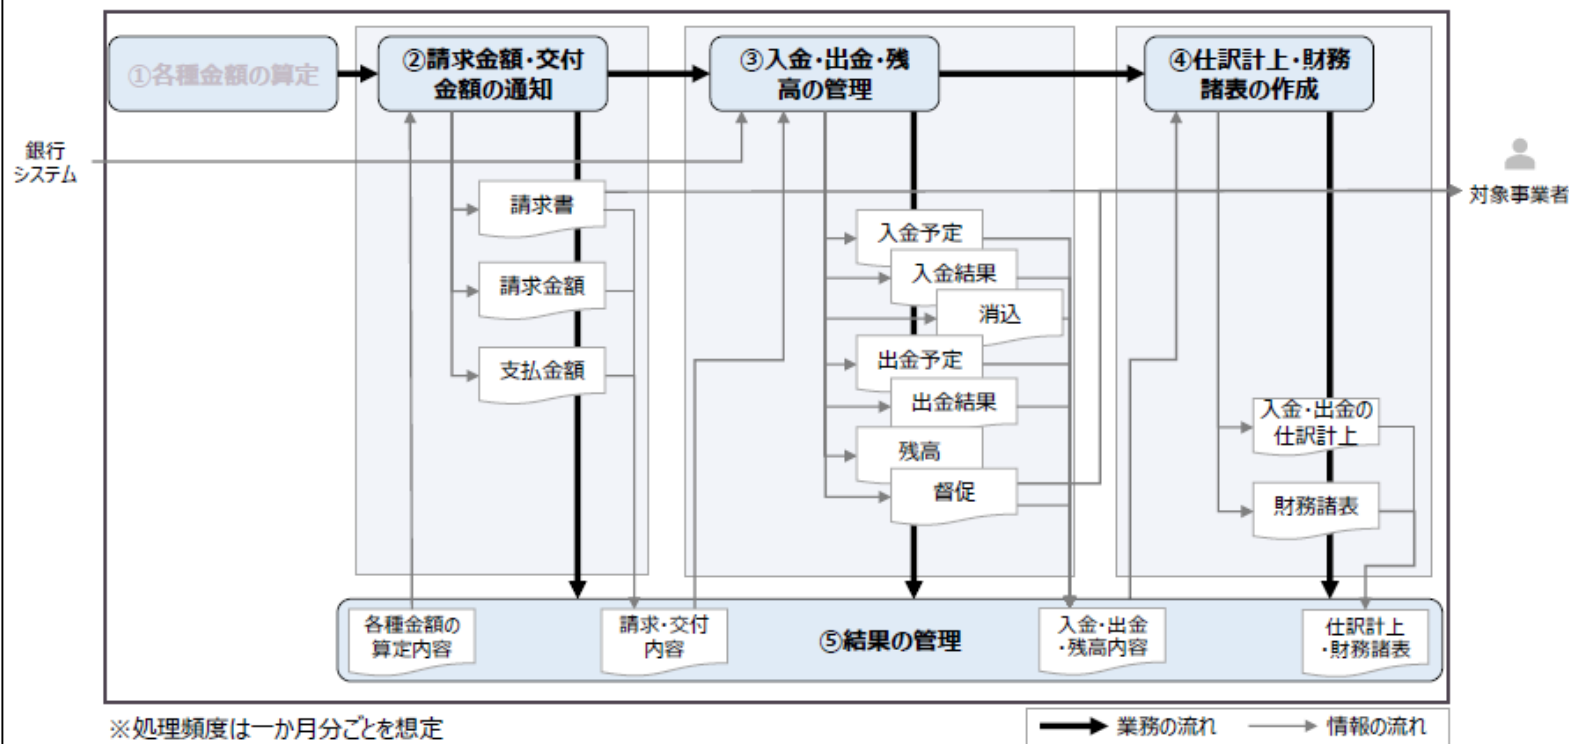 ①各種金額の算定
②請求金額・交付
金額の通知
③入金・出金・残
高の管理
④仕訳計上・財務
諸表の作成
銀行
システム
対象事業者
請求書
請求金額
支払金額
入金予定
入金結果
消込
出金予定
出金結果
残高
督促
入金・出金の
仕訳計上
財務諸表
各種金額の
算定内容
請求・交付
内容
⑤結果の管理
入金・出金
・残高内容
仕訳計上
・財務諸表
※処理頻度は一か月分ごとを想定
業務の流れ
情報の流れ